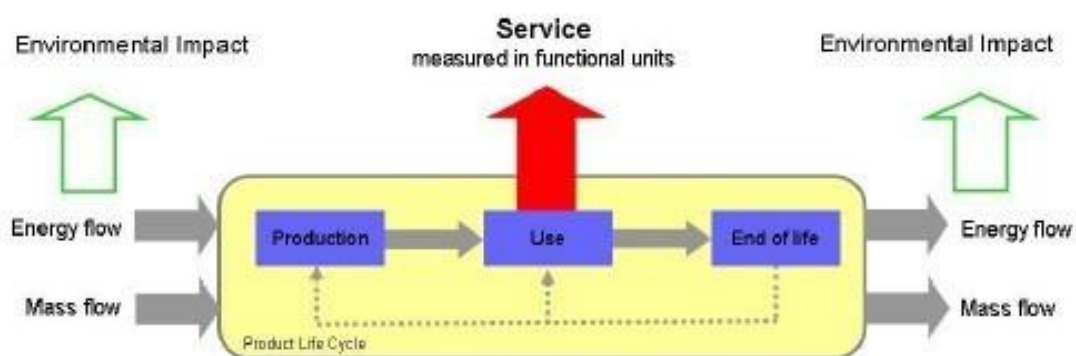 Environmental Impact
Service
measured in functional units
Environmental Impact
Energy flow
Production
Use
End of life
Energy flow
Mass flow
Mass flow
Product Life Cycle